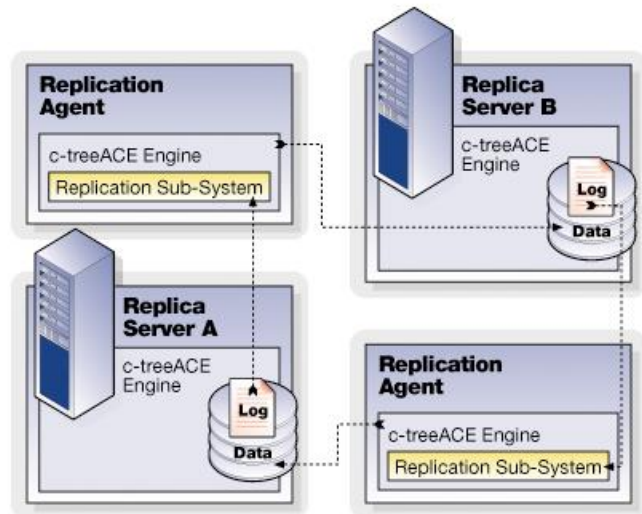 Replication
Agent
c-treeACE Engine
Replication Sub-System
Replica
Server B
c-treeACE
Engine
Log
Data
Replica
Server A
c-treeACE
Engine
Log
Data
Replication
Agent
c-treeACE Engine
Replication Sub-System